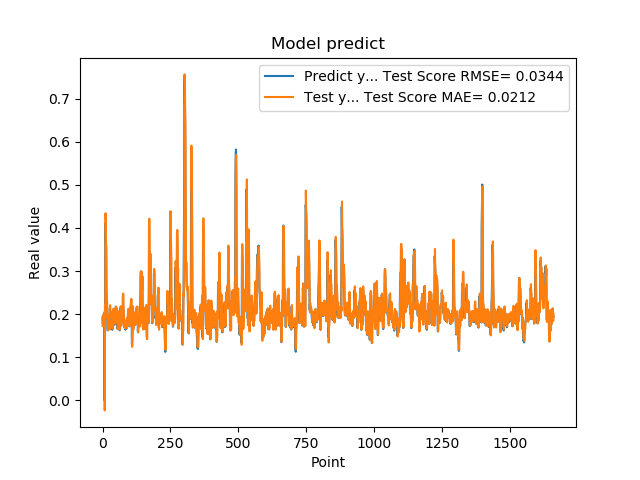 Model predict
Predict y... Test Score RMSE= 0.0344
Test y... Test Score MAE= 0.0212
Real value
0.7
0.6
0.5
0.4
0.3
0.2
0.1
0.0
0 250 500 750 1000 1250 1500
Point